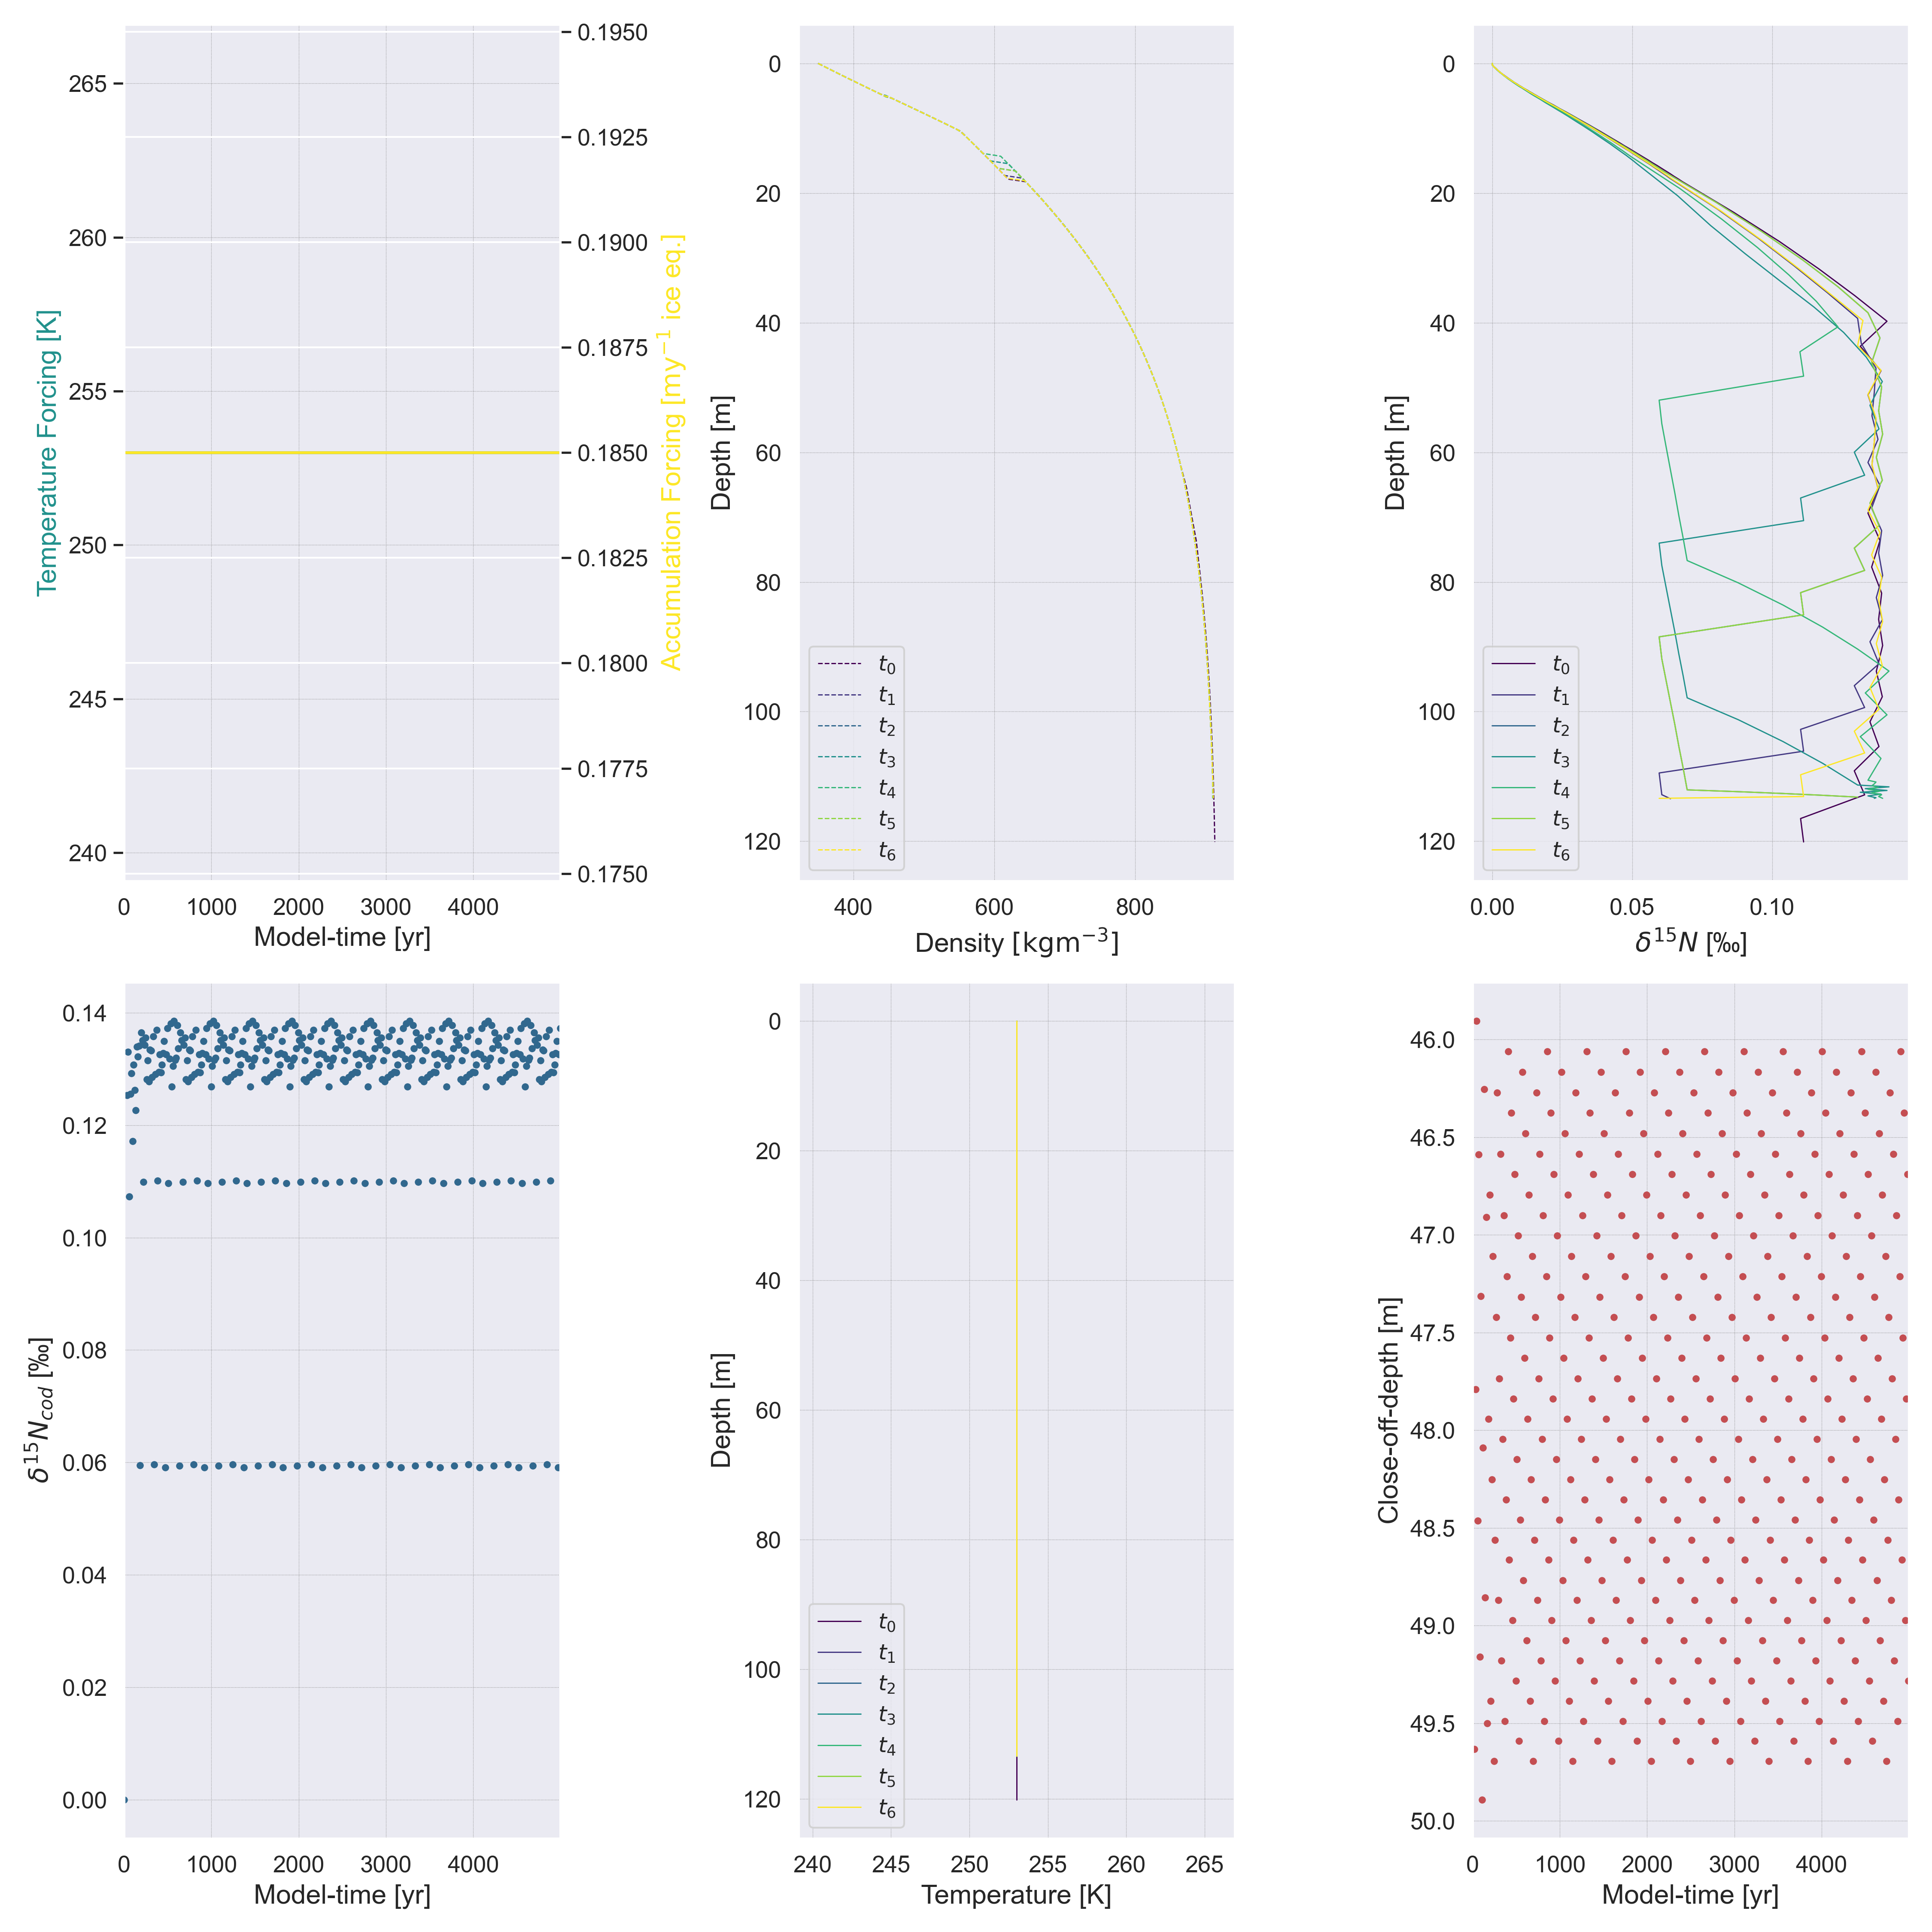 Temperature Forcing [K]
265
260
255
250
245
240
0.1950
0.1925
0.1900
0.1875
0.1850
0.1825
0.1800
0.1775
0.1750
Accumulation Forcing [my⁻¹ ice eq.]
0 1000 2000 3000 4000
Model-time [yr]
Depth [m]
0
20
40
60
80
100
120
t₀
t₁
t₂
t₃
t₄
t₅
t₆
400 600 800
Density [kgm⁻³]
Depth [m]
0
20
40
60
80
100
120
t₀
t₁
t₂
t₃
t₄
t₅
t₆
0.00 0.05 0.10
δ¹⁵N [‰]
δ¹⁵N_cod [‰]
0.14
0.12
0.10
0.08
0.06
0.04
0.02
0.00
0 1000 2000 3000 4000
Model-time [yr]
Depth [m]
0
20
40
60
80
100
120
t₀
t₁
t₂
t₃
t₄
t₅
t₆
240 245 250 255 260 265
Temperature [K]
Close-off-depth [m]
46.0
46.5
47.0
47.5
48.0
48.5
49.0
49.5
50.0
0 1000 2000 3000 4000
Model-time [yr]